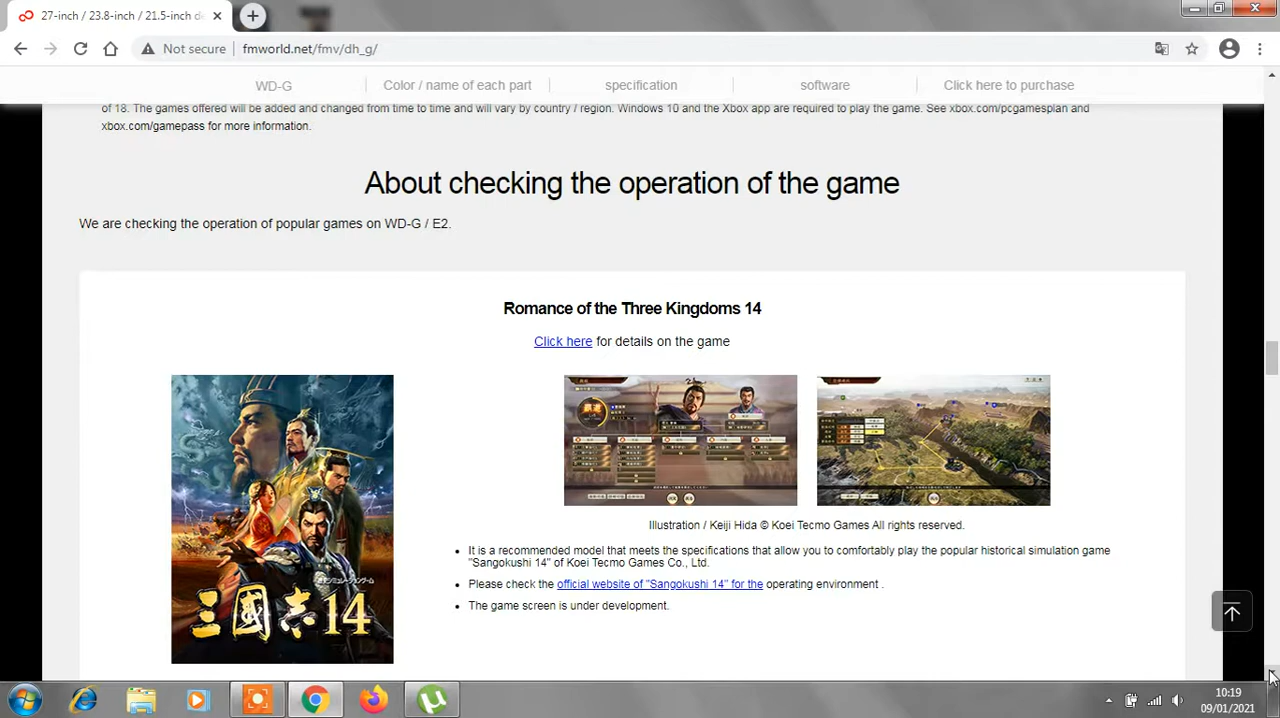 27-inch / 23.8-inch / 21.5-inch de
Not secure
fmworld.net/fmv/dh_g/
WD-G
Color / name of each part
specification
software
Click here to purchase
of 18. The games offered will be added and changed from time to time and will vary by country / region. Windows 10 and the Xbox app are required to play the game. See xbox.com/pcgamesplan and
xbox.com/gamepass for more information.
About checking the operation of the game
We are checking the operation of popular games on WD-G / E2.
Romance of the Three Kingdoms 14
Click here for details on the game
三國志14
Illustration / Keiji Hida © Koei Tecmo Games All rights reserved.
It is a recommended model that meets the specifications that allow you to comfortably play the popular historical simulation game
"Sangokushi 14" of Koei Tecmo Games Co., Ltd.
Please check the official website of "Sangokushi 14" for the operating environment .
The game screen is under development.
10:19
09/01/2021